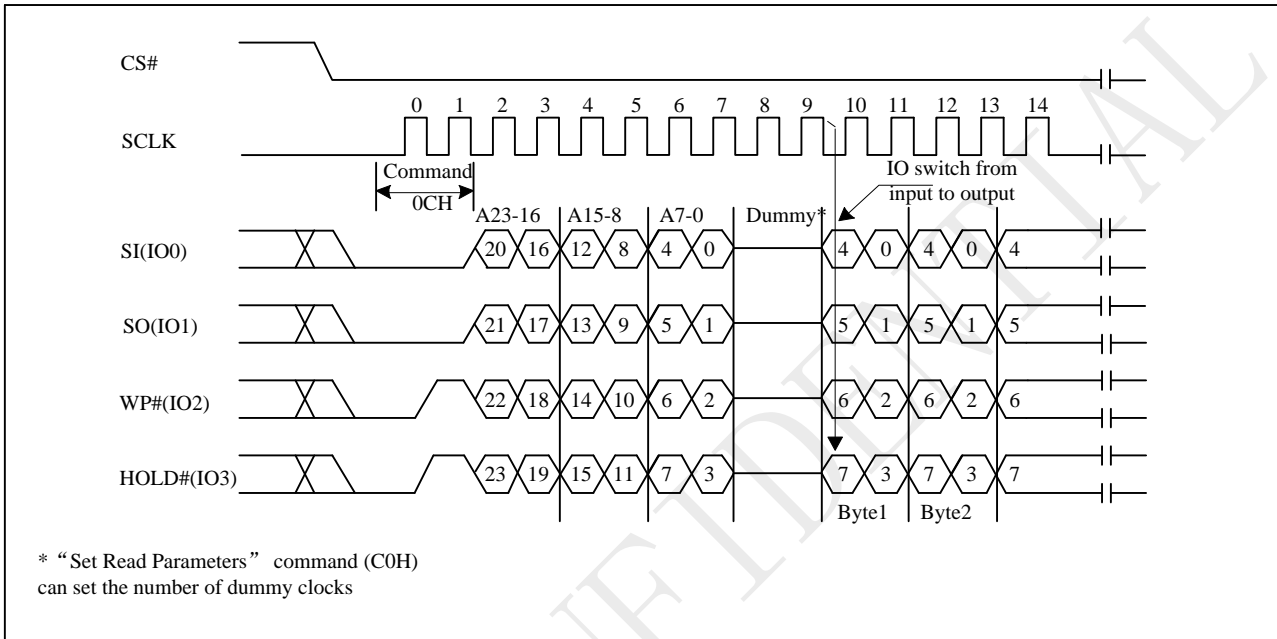 CS#
0 1 2 3 4 5 6 7 8 9 10 11 12 13 14
SCLK
Command
0CH
IO switch from
input to output
A23-16 A15-8 A7-0 Dummy*
SI(IO0) 20 16 12 8 4 0 4 0 4 0 4
SO(IO1) 21 17 13 9 5 1 5 1 5 1 5
WP#(IO2) 22 18 14 10 6 2 6 2 6 2 6
HOLD#(IO3) 23 19 15 11 7 3 7 3 7 3 7
Byte1 Byte2
* “Set Read Parameters” command (C0H)
can set the number of dummy clocks